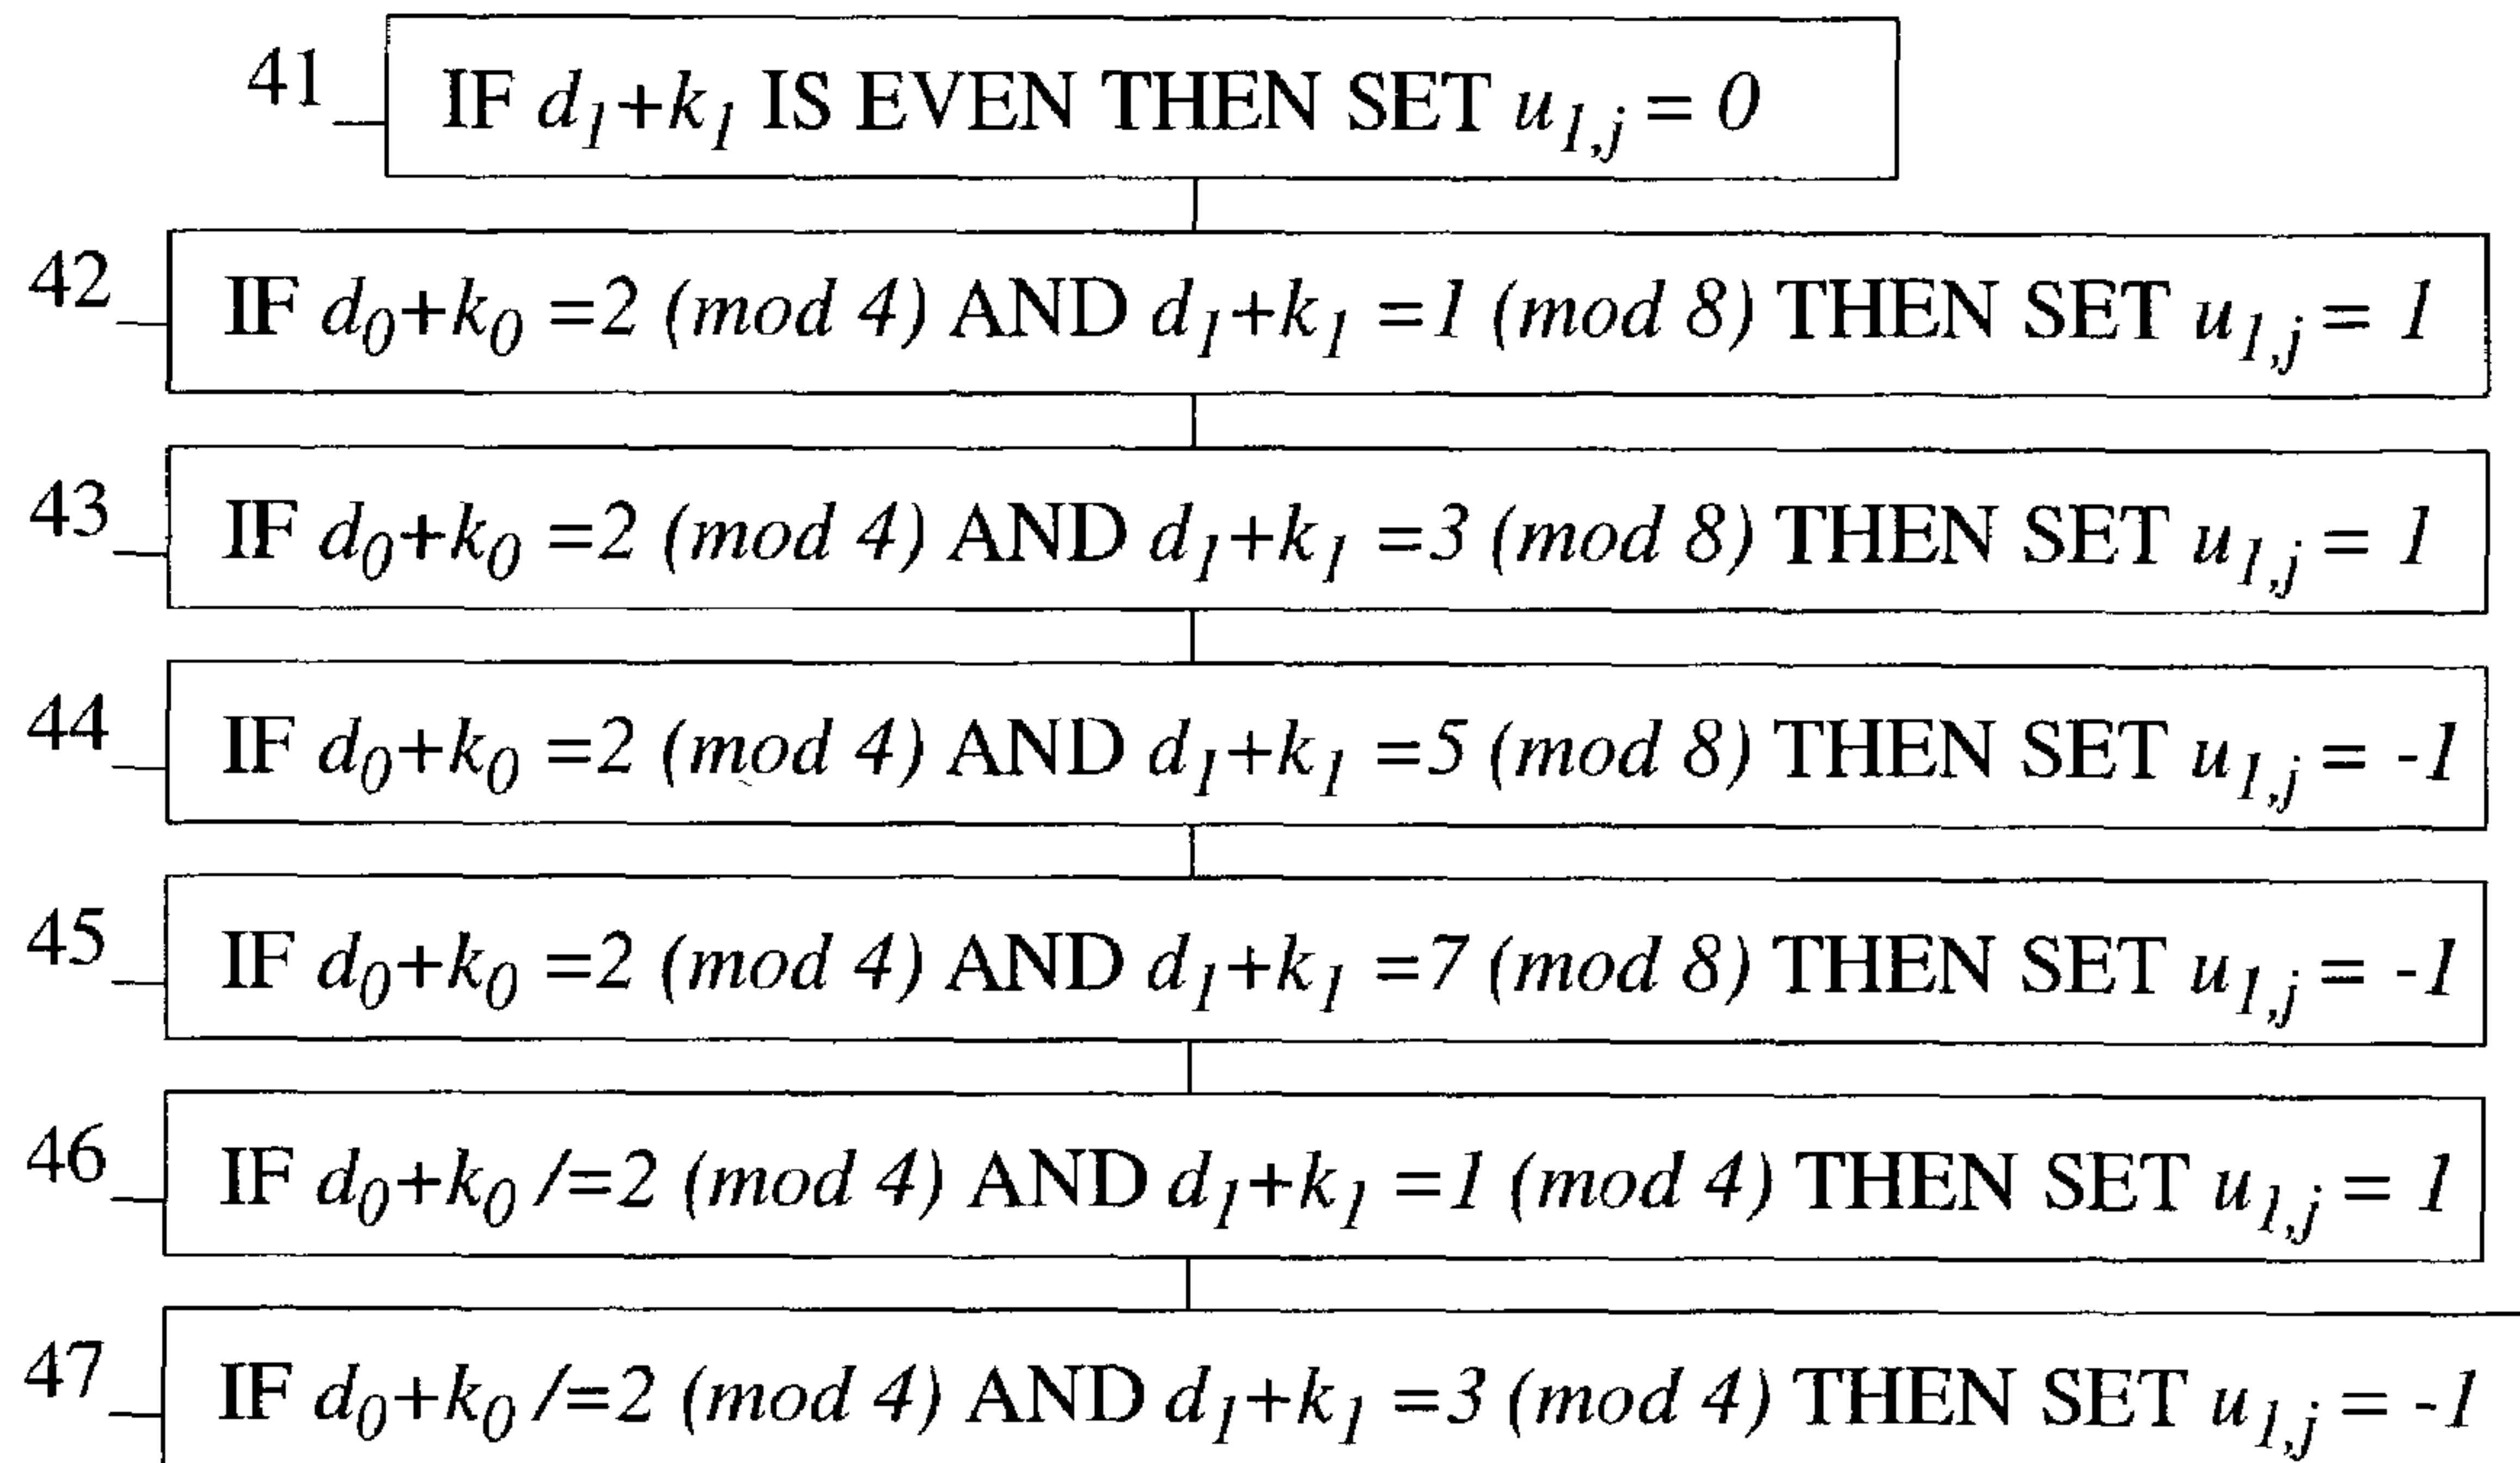 41 IF d₁+k₁ IS EVEN THEN SET u₁,ⱼ = 0
42 IF d₀+k₀ =2 (mod 4) AND d₁+k₁ =1 (mod 8) THEN SET u₁,ⱼ = 1
43 IF d₀+k₀ =2 (mod 4) AND d₁+k₁ =3 (mod 8) THEN SET u₁,ⱼ = 1
44 IF d₀+k₀ =2 (mod 4) AND d₁+k₁ =5 (mod 8) THEN SET u₁,ⱼ = -1
45 IF d₀+k₀ =2 (mod 4) AND d₁+k₁ =7 (mod 8) THEN SET u₁,ⱼ = -1
46 IF d₀+k₀ /=2 (mod 4) AND d₁+k₁ =1 (mod 4) THEN SET u₁,ⱼ = 1
47 IF d₀+k₀ /=2 (mod 4) AND d₁+k₁ =3 (mod 4) THEN SET u₁,ⱼ = -1